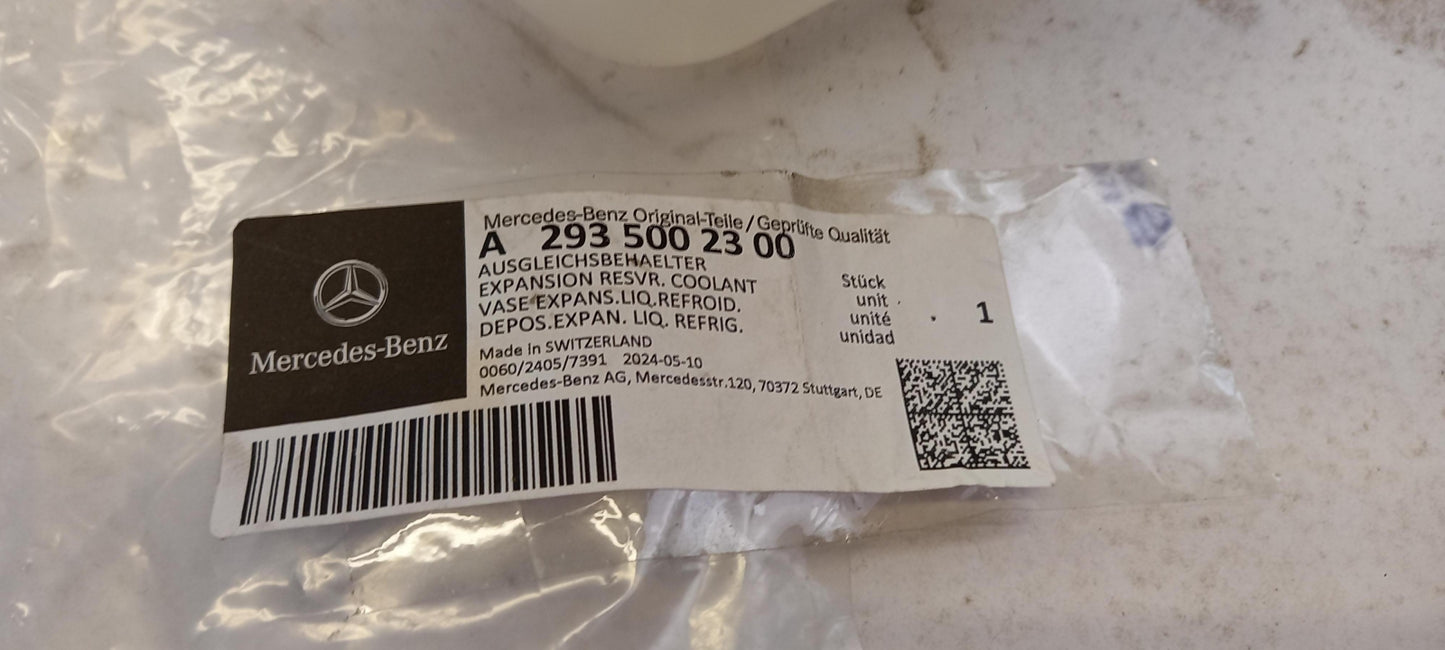 Mercedes-Benz
Mercedes-Benz Original-Teile / Geprüfte Qualität
A 293 500 23 00
AUSGLEICHSBEHAELTER
EXPANSION RESVR. COOLANT
VASE EXPANS.LIQ.REFROID.
DEPOS.EXPAN. LIQ. REFRIG.
Made in SWITZERLAND
0060/2405/7391 2024-05-10
Mercedes-Benz AG, Mercedesstr.120, 70372 Stuttgart, DE
Stück
unit
unité
unidad
1